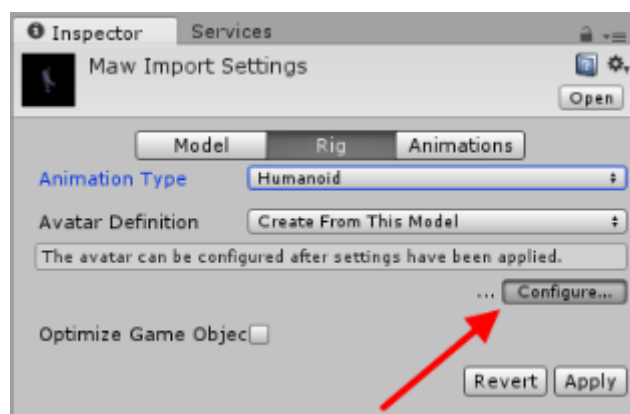 Inspector Services
Maw Import Settings
Open
Model Rig Animations
Animation Type Humanoid
Avatar Definition Create From This Model
The avatar can be configured after settings have been applied.
... Configure...
Optimize Game Objec
Revert Apply